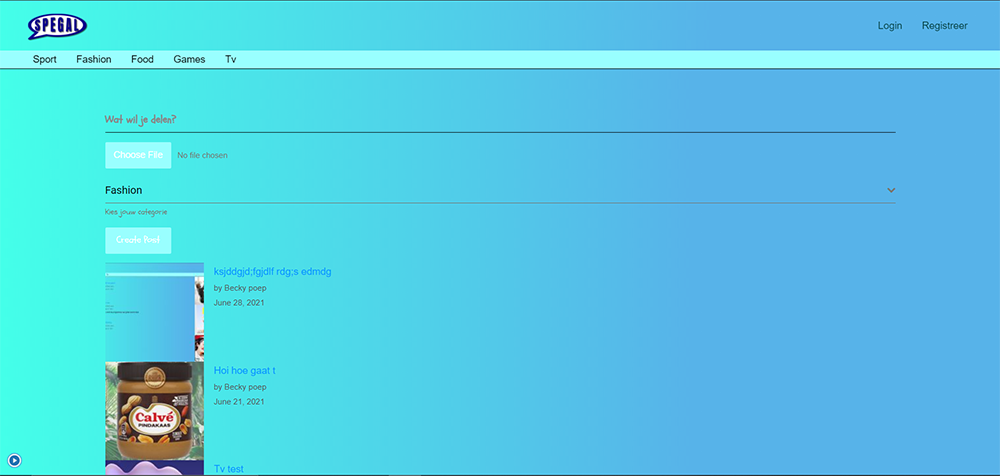 SPEGAL
Login Registreer
Sport Fashion Food Games Tv
Wat wil je delen?
Choose File No file chosen
Fashion
Kies jouw categorie
Create Post
ksjddgjd;fgjdlf rdg;s edmdg
by Becky poep
June 28, 2021
Hoi hoe gaat t
by Becky poep
June 21, 2021
Calvé
PINDAKAAS
Tv test